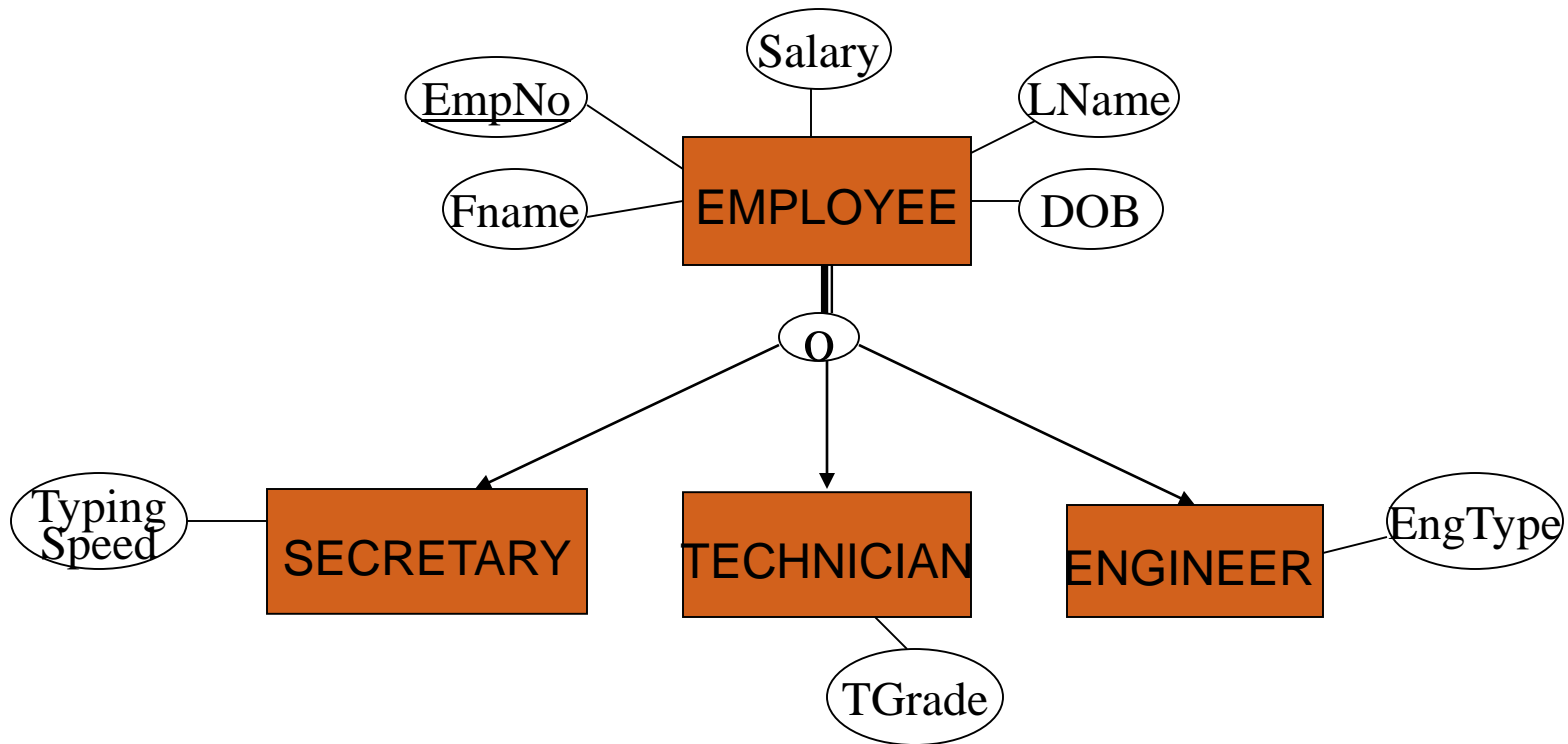 Salary
EmpNo
LName
Fname
EMPLOYEE
DOB
o
Typing
Speed
SECRETARY
TECHNICIAN
ENGINEER
EngType
TGrade